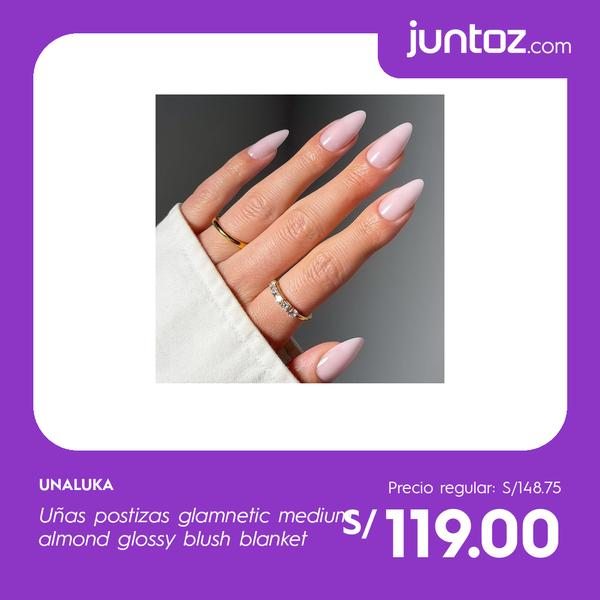 juntoz.com
UNALUKA
Uñas postizas glamnetic medium
almond glossy blush blanket
Precio regular: S/148.75
S/119.00